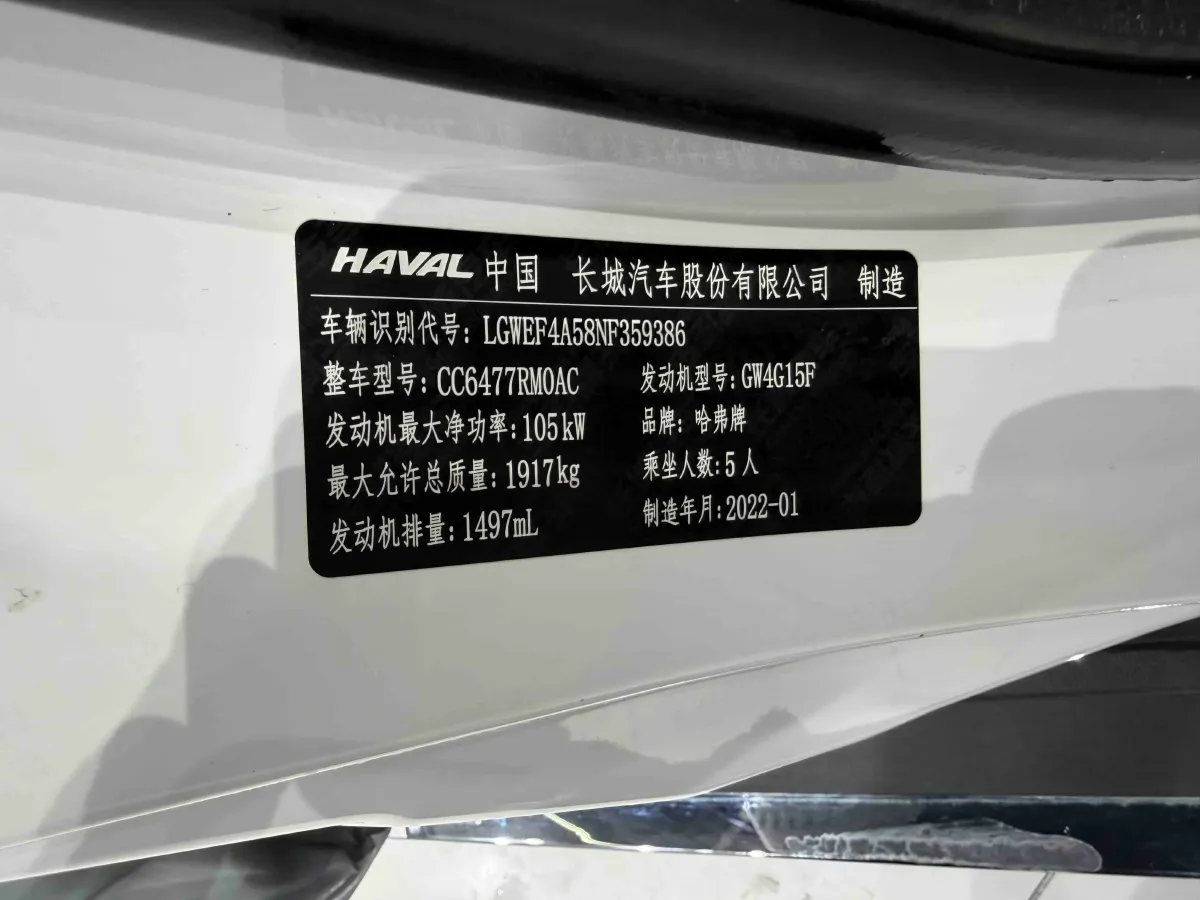 HAVAL 中国 长城汽车股份有限公司 制造
车辆识别代号: LGWEF4A58NF359386
整车型号: CC6477RM0AC 发动机型号: GW4G15F
发动机最大净功率: 105kW 品牌: 哈弗牌
最大允许总质量: 1917kg 乘坐人数: 5人
发动机排量: 1497mL 制造年月: 2022-01